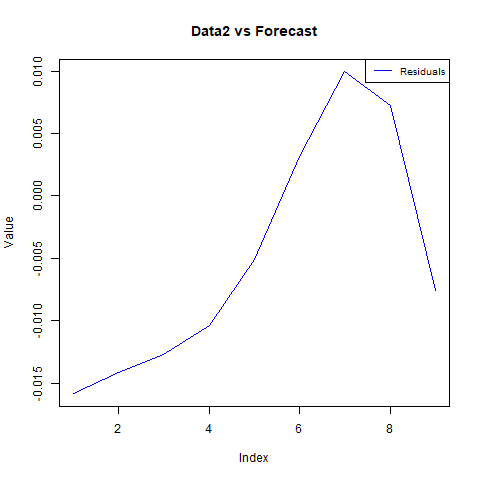 Data2 vs Forecast
Residuals
0.010
0.005
0.000
-0.005
-0.010
-0.015
Value
2 4 6 8
Index